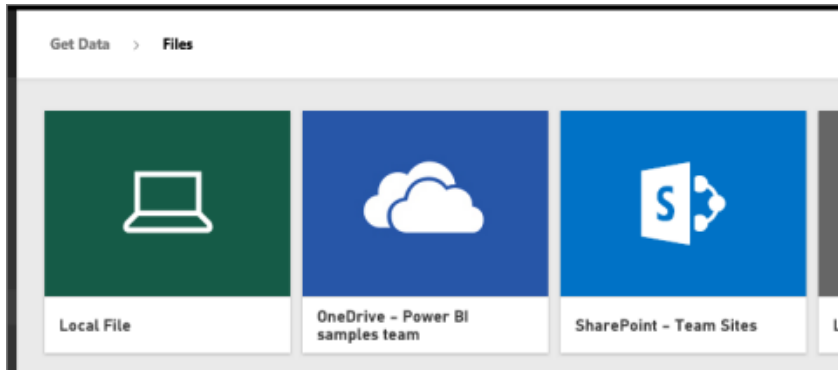 Get Data > Files
S
Local File
OneDrive – Power BI
samples team
SharePoint – Team Sites
L